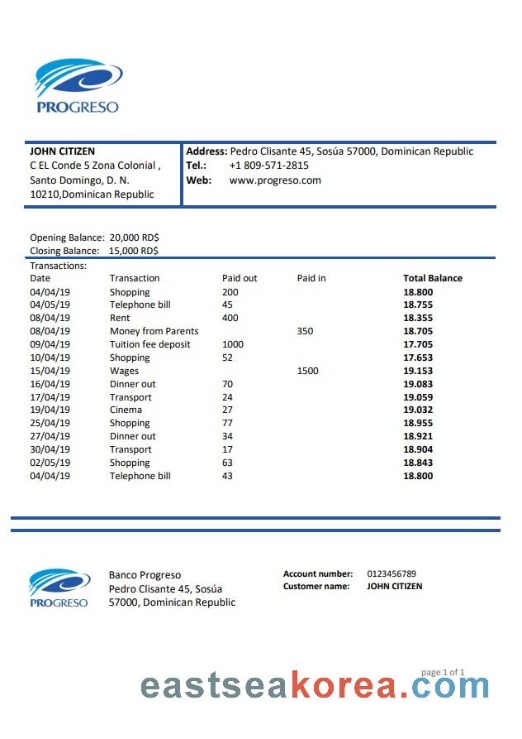 PROGRESO
JOHN CITIZEN
C EL Conde 5 Zona Colonial ,
Santo Domingo, D. N.
10210,Dominican Republic
Address: Pedro Clisante 45, Sosúa 57000, Dominican Republic
Tel.: +1 809-571-2815
Web: www.progreso.com
Opening Balance: 20,000 RD$
Closing Balance: 15,000 RD$
Transactions:
Date Transaction Paid out Paid in Total Balance
04/04/19 Shopping 200 18.800
04/05/19 Telephone bill 45 18.755
08/04/19 Rent 400 18.355
08/04/19 Money from Parents 350 18.705
09/04/19 Tuition fee deposit 1000 17.705
10/04/19 Shopping 52 17.653
15/04/19 Wages 1500 19.153
16/04/19 Dinner out 70 19.083
17/04/19 Transport 24 19.059
19/04/19 Cinema 27 19.032
25/04/19 Shopping 77 18.955
27/04/19 Dinner out 34 18.921
30/04/19 Transport 17 18.904
02/05/19 Shopping 63 18.843
04/04/19 Telephone bill 43 18.800
PROGRESO
Banco Progreso
Pedro Clisante 45, Sosúa
57000, Dominican Republic
Account number: 0123456789
Customer name: JOHN CITIZEN
page 1 of 1
eastseakorea.com